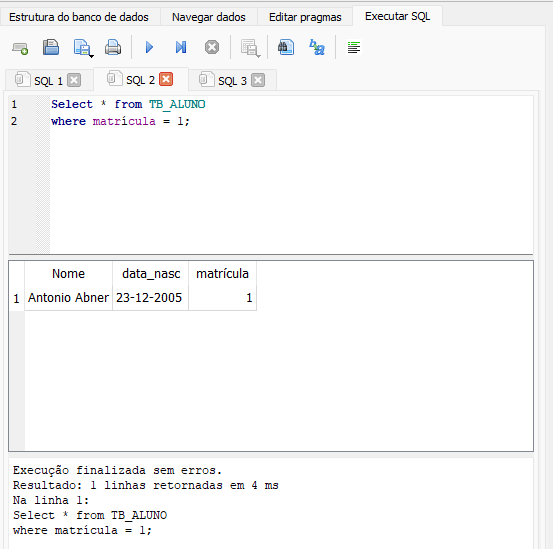 Estrutura do banco de dados Navegar dados Editar pragmas Executar SQL
SQL 1 SQL 2 SQL 3
1 Select * from TB_ALUNO
2 where matrícula = 1;
Nome data_nasc matrícula
1 Antonio Abner 23-12-2005 1
Execução finalizada sem erros.
Resultado: 1 linhas retornadas em 4 ms
Na linha 1:
Select * from TB_ALUNO
where matrícula = 1;